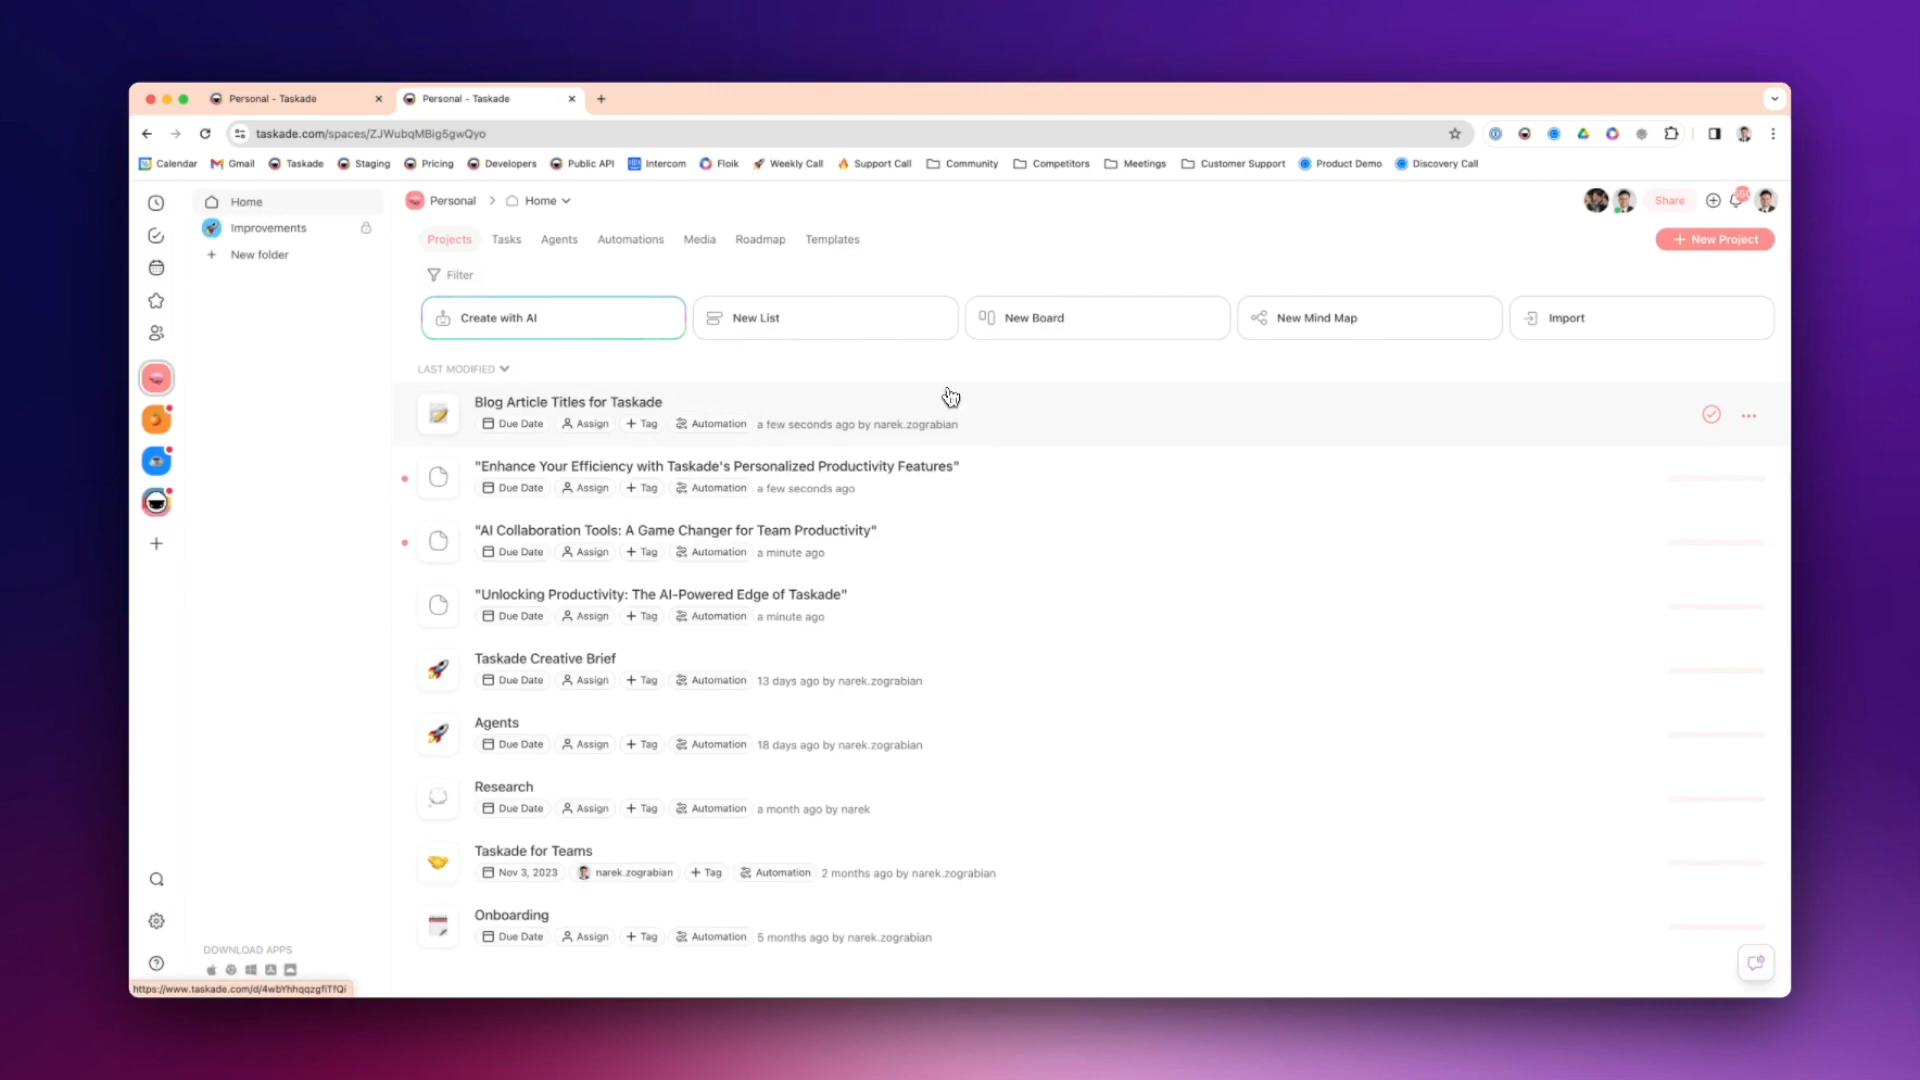 Personal - Taskade
Personal - Taskade
taskade.com/spaces/ZJWubqMBig5gwQyo
Calendar Gmail Taskade Staging Pricing Developers Public API Intercom Floik Weekly Call Support Call Community Competitors Meetings Customer Support Product Demo Discovery Call
Home
Improvements
+ New folder
Personal > Home
Share
Projects Tasks Agents Automations Media Roadmap Templates
+ New Project
Filter
Create with AI
New List
New Board
New Mind Map
Import
LAST MODIFIED
Blog Article Titles for Taskade
Due Date Assign + Tag Automation a few seconds ago by narek.zograbian
"Enhance Your Efficiency with Taskade's Personalized Productivity Features"
Due Date Assign + Tag Automation a few seconds ago
"AI Collaboration Tools: A Game Changer for Team Productivity"
Due Date Assign + Tag Automation a minute ago
"Unlocking Productivity: The AI-Powered Edge of Taskade"
Due Date Assign + Tag Automation a minute ago
Taskade Creative Brief
Due Date Assign + Tag Automation 13 days ago by narek.zograbian
Agents
Due Date Assign + Tag Automation 18 days ago by narek.zograbian
Research
Due Date Assign + Tag Automation a month ago by narek
Taskade for Teams
Nov 3, 2023 narek.zograbian + Tag Automation 2 months ago by narek.zograbian
Onboarding
Due Date Assign + Tag Automation 5 months ago by narek.zograbian
DOWNLOAD APPS
https://www.taskade.com/d/4wbYhhqqzgfiTfQi